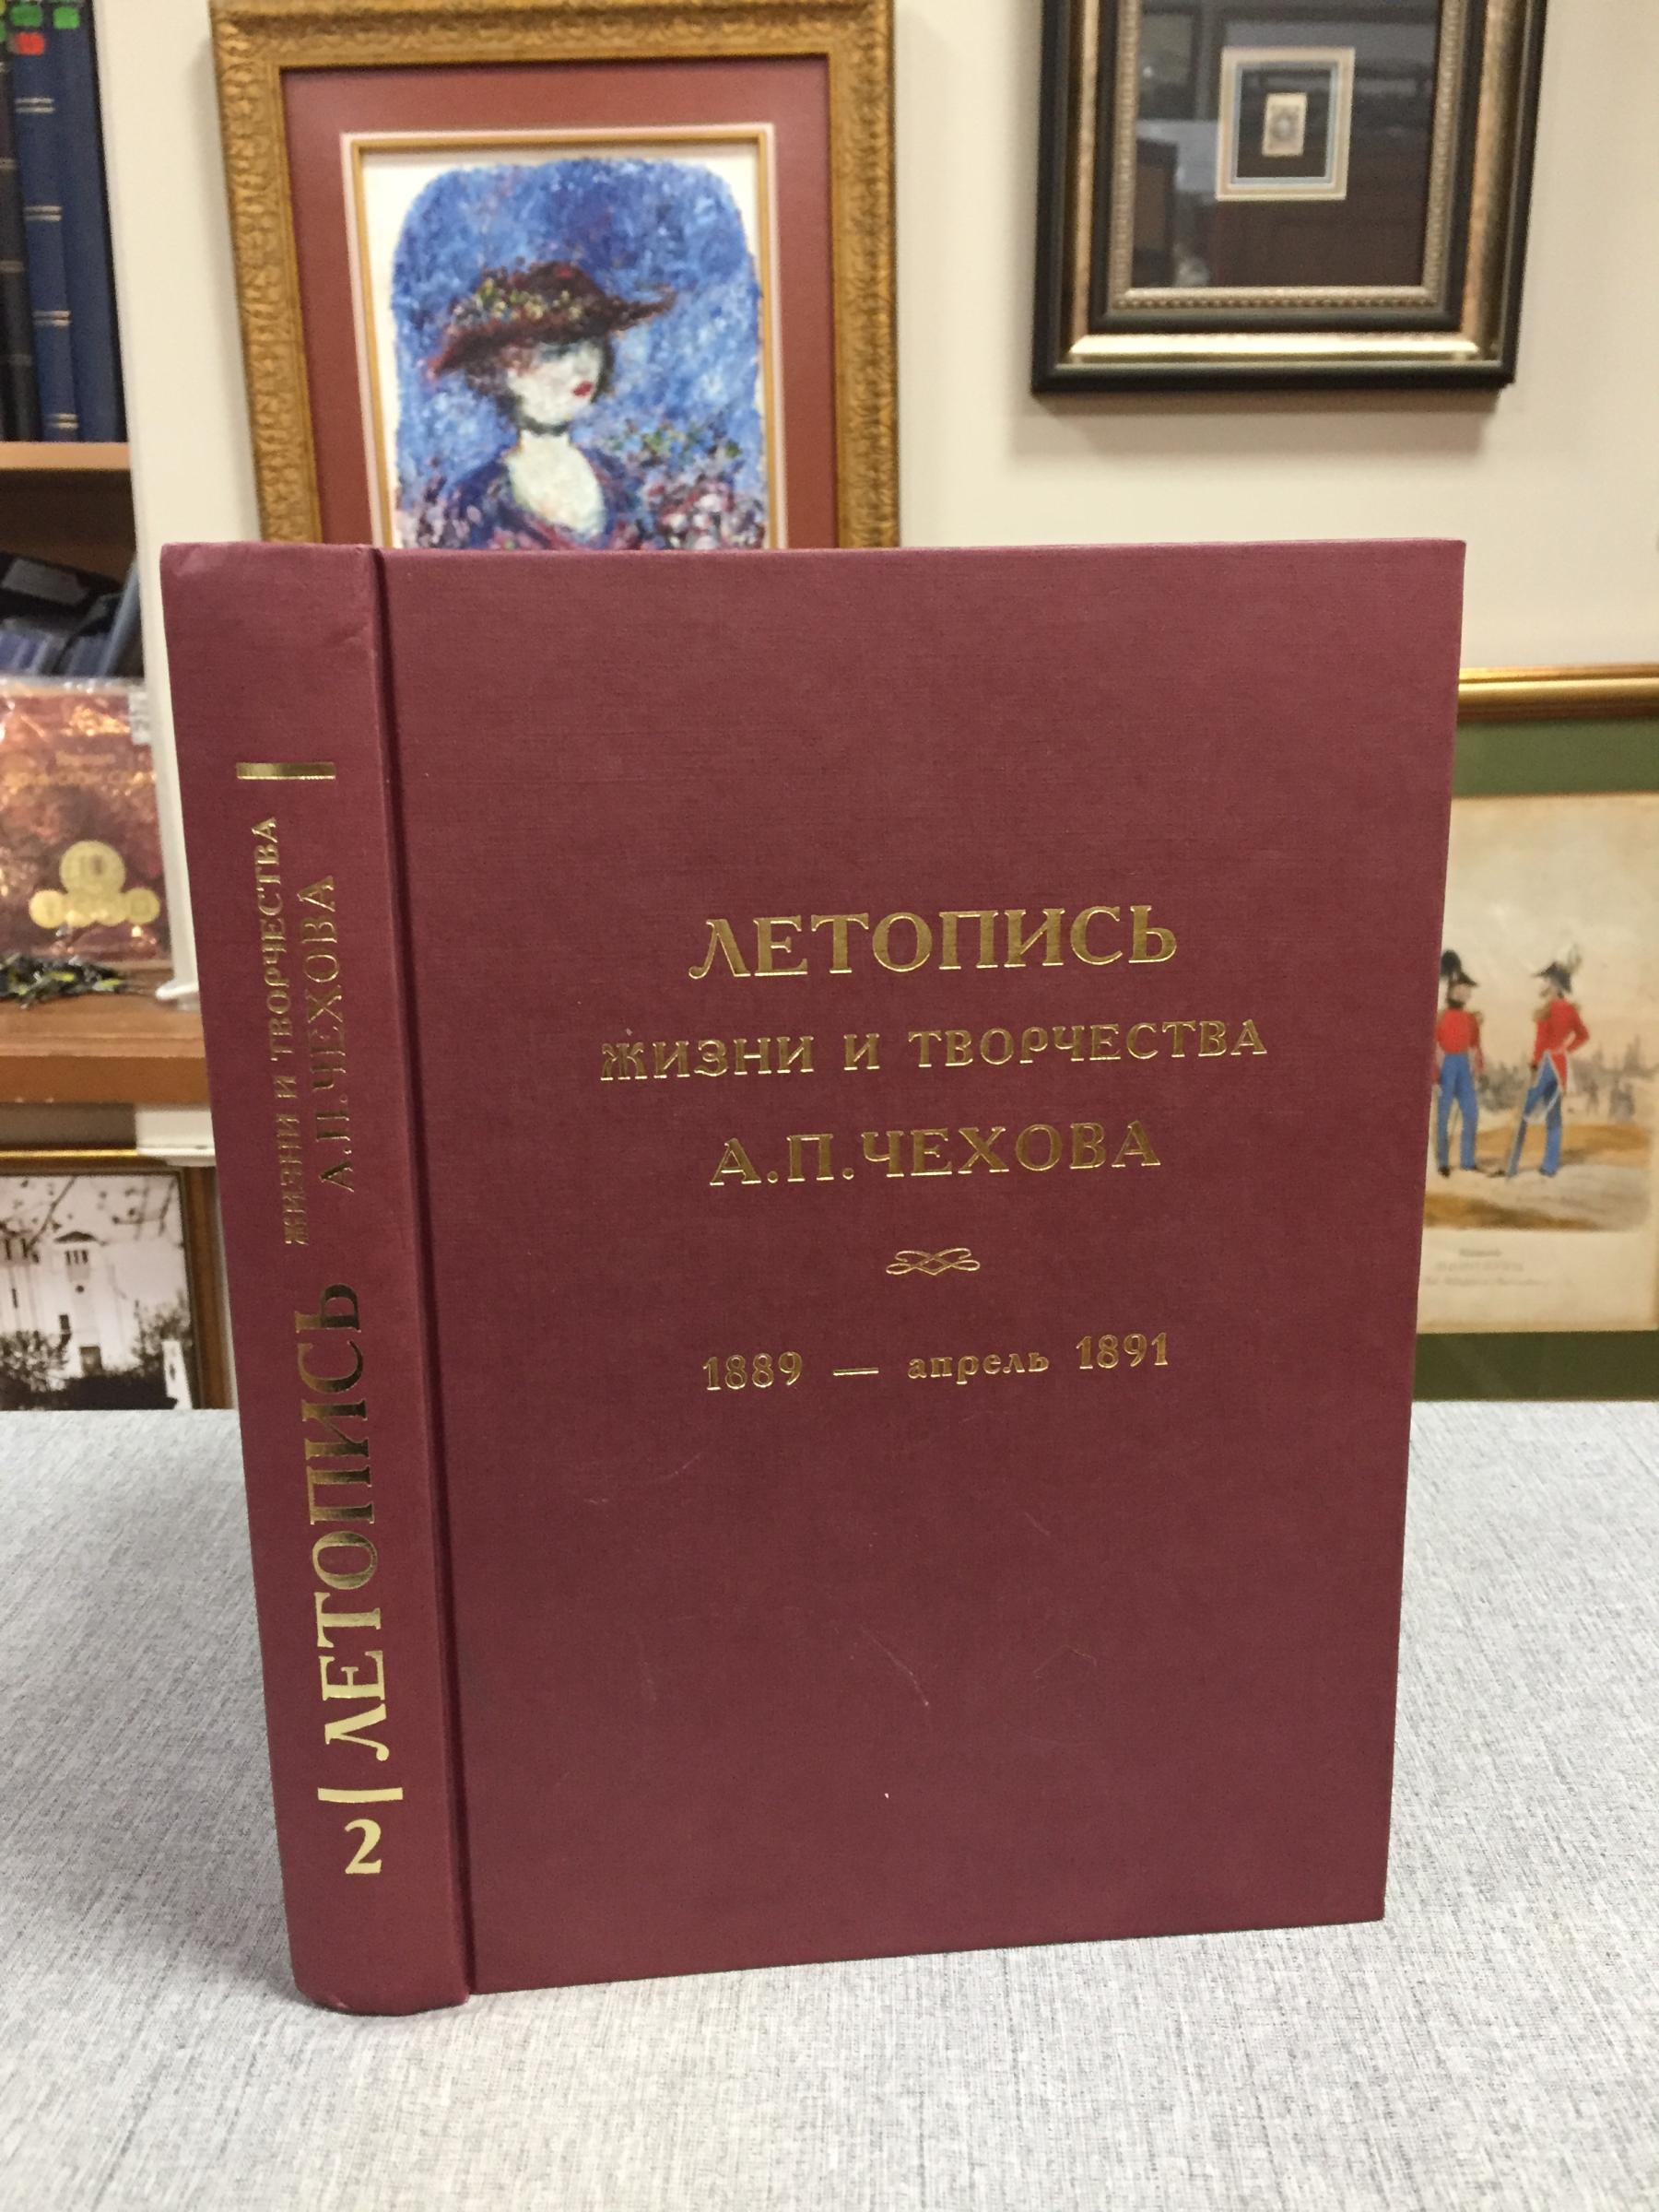 ЛЕТОПИСЬ
ЖИЗНИ И ТВОРЧЕСТВА
А.П.ЧЕХОВА
1889 — апрель 1891
2 ЛЕТОПИСЬ
ЖИЗНИ И ТВОРЧЕСТВА
А.П.ЧЕХОВА